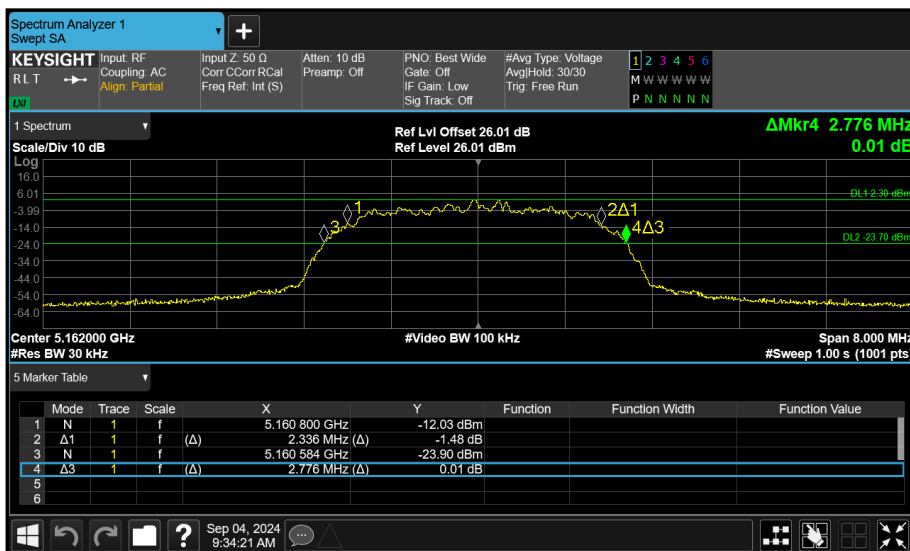 Spectrum Analyzer 1
Swept SA
KEYSIGHT
RLT
LXI
Input: RF
Coupling: AC
Align: Partial
Input Z: 50 Ω
Corr CCorr RCal
Freq Ref: Int (S)
Atten: 10 dB
Preamp: Off
PNO: Best Wide
Gate: Off
IF Gain: Low
Sig Track: Off
#Avg Type: Voltage
Avg|Hold: 30/30
Trig: Free Run
1 2 3 4 5 6
M W W W W W
P N N N N N
1 Spectrum
Scale/Div 10 dB
Ref Lvl Offset 26.01 dB
Ref Level 26.01 dBm
ΔMkr4 2.776 MHz
0.01 dB
Log
16.0
6.01
-3.99
-14.0
-24.0
-34.0
-44.0
-54.0
-64.0
DL1 2.30 dBm
1
2Δ1
3
4Δ3
DL2 -23.70 dBm
Center 5.162000 GHz
#Video BW 100 kHz
Span 8.000 MHz
#Res BW 30 kHz
#Sweep 1.00 s (1001 pts)
5 Marker Table
Mode Trace Scale X Y Function Function Width Function Value
1 N 1 f 5.160 800 GHz -12.03 dBm
2 Δ1 1 f (Δ) 2.336 MHz (Δ) -1.48 dB
3 N 1 f 5.160 584 GHz -23.90 dBm
4 Δ3 1 f (Δ) 2.776 MHz (Δ) 0.01 dB
5
6
?
Sep 04, 2024
9:34:21 AM